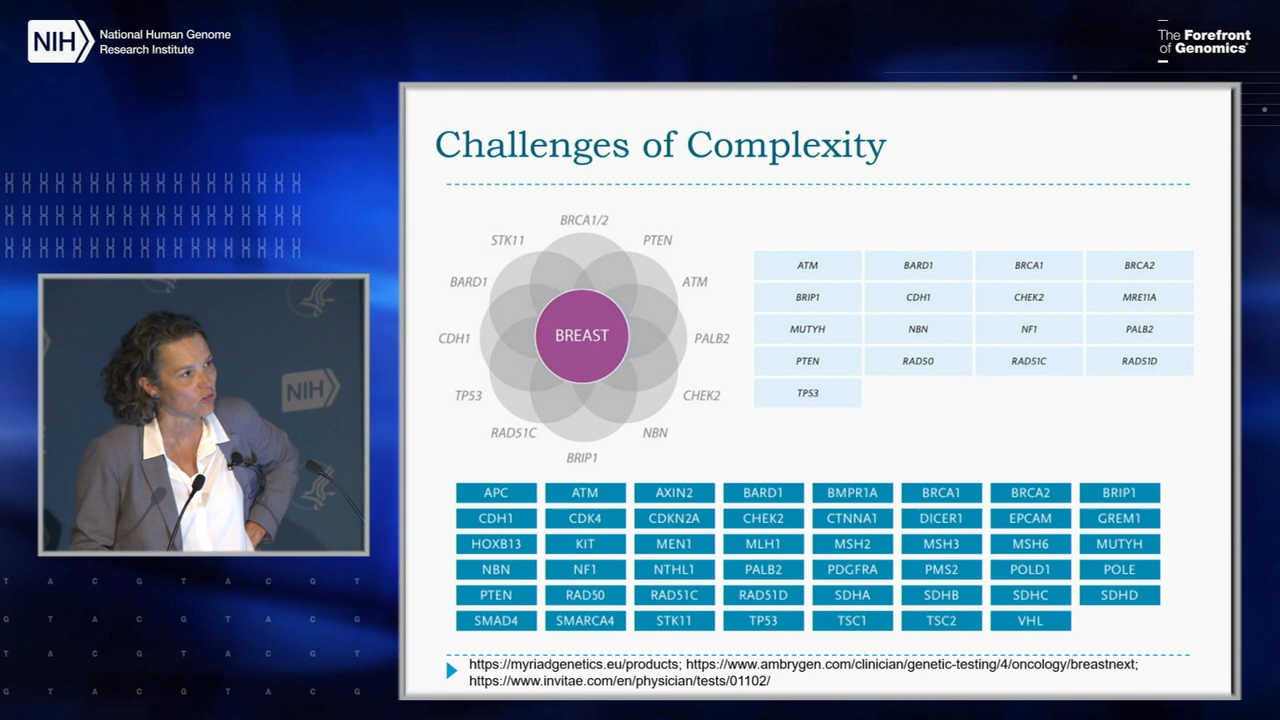 NIH
National Human Genome
Research Institute
The Forefront
of Genomics®
Challenges of Complexity
BRCA1/2
STK11
PTEN
BARD1
ATM
CDH1
BREAST
PALB2
TP53
CHEK2
RAD51C
NBN
BRIP1
ATM BARD1 BRCA1 BRCA2
BRIP1 CDH1 CHEK2 MRE11A
MUTYH NBN NF1 PALB2
PTEN RAD50 RAD51C RAD51D
TP53
NIH
APC ATM AXIN2 BARD1 BMPR1A BRCA1 BRCA2 BRIP1
CDH1 CDK4 CDKN2A CHEK2 CTNNA1 DICER1 EPCAM GREM1
HOXB13 KIT MEN1 MLH1 MSH2 MSH3 MSH6 MUTYH
NBN NF1 NTHL1 PALB2 PDGFRA PMS2 POLD1 POLE
PTEN RAD50 RAD51C RAD51D SDHA SDHB SDHC SDHD
SMAD4 SMARCA4 STK11 TP53 TSC1 TSC2 VHL
https://myriadgenetics.eu/products; https://www.ambrygen.com/clinician/genetic-testing/4/oncology/breastnext;
https://www.invitae.com/en/physician/tests/01102/
T A C G T A C G T
G T A C G T A C G
T A C G T A C G T
G T A C G T A C G